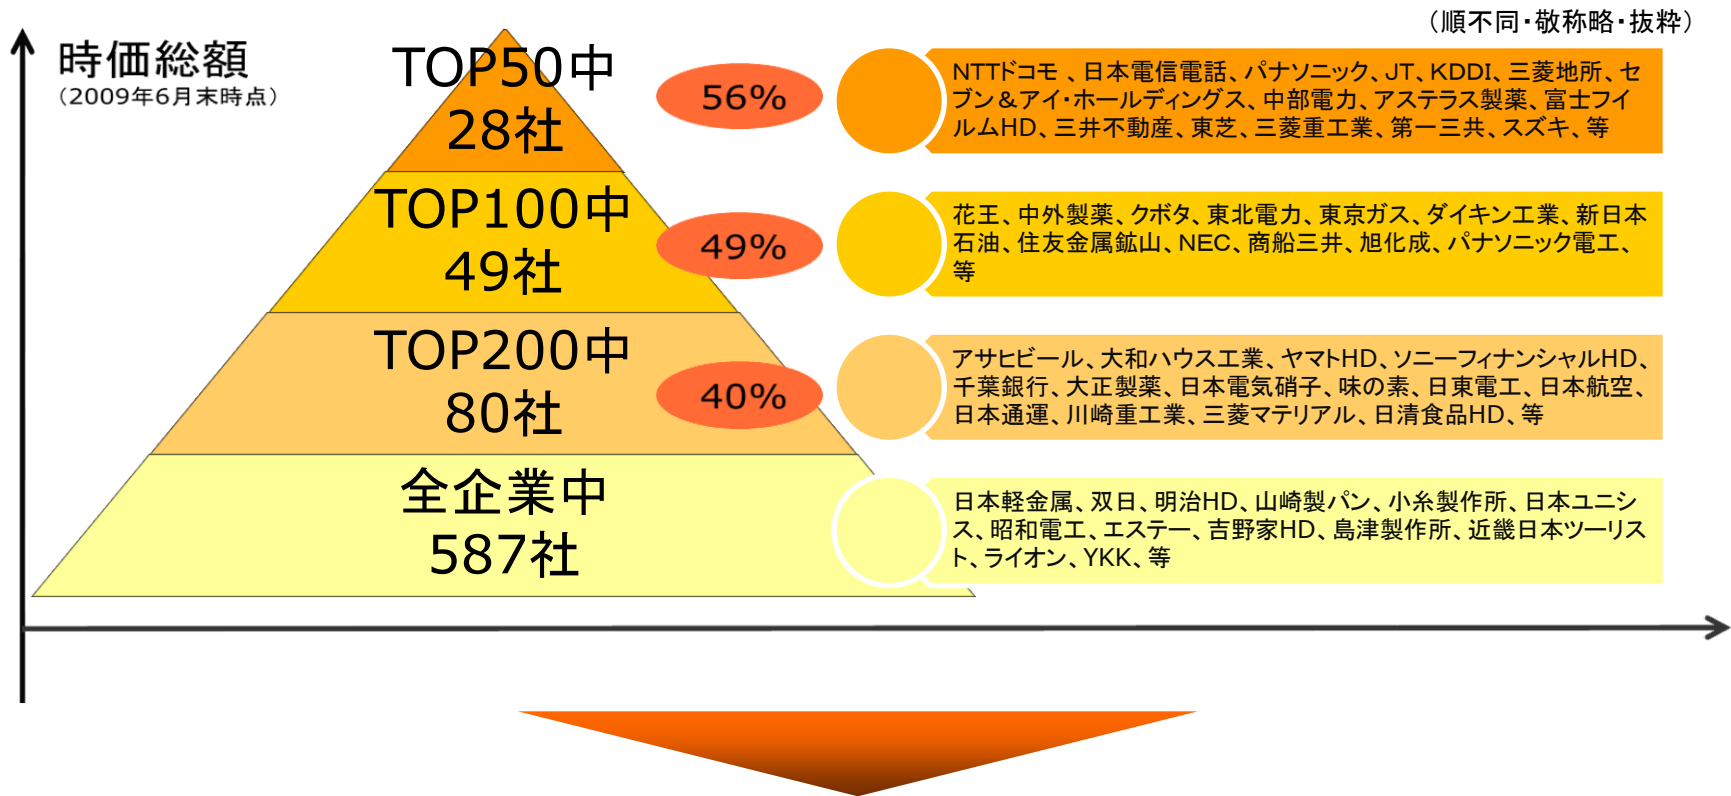 (順不同・敬称略・抜粋)
時価総額
(2009年6月末時点)
TOP50中
28社
56%
NTTドコモ 、日本電信電話、パナソニック、JT、KDDI、三菱地所、セ
ブン&アイ・ホールディングス、中部電力、アステラス製薬、富士フイ
ルムHD、三井不動産、東芝、三菱重工業、第一三共、スズキ、等
TOP100中
49社
49%
花王、中外製薬、クボタ、東北電力、東京ガス、ダイキン工業、新日本
石油、住友金属鉱山、NEC、商船三井、旭化成、パナソニック電工、
等
TOP200中
80社
40%
アサヒビール、大和ハウス工業、ヤマトHD、ソニーフィナンシャルHD、
千葉銀行、大正製薬、日本電気硝子、味の素、日東電工、日本航空、
日本通運、川崎重工業、三菱マテリアル、日清食品HD、等
全企業中
587社
日本軽金属、双日、明治HD、山崎製パン、小糸製作所、日本ユニシ
ス、昭和電工、エステー、吉野家HD、島津製作所、近畿日本ツーリス
ト、ライオン、YKK、等